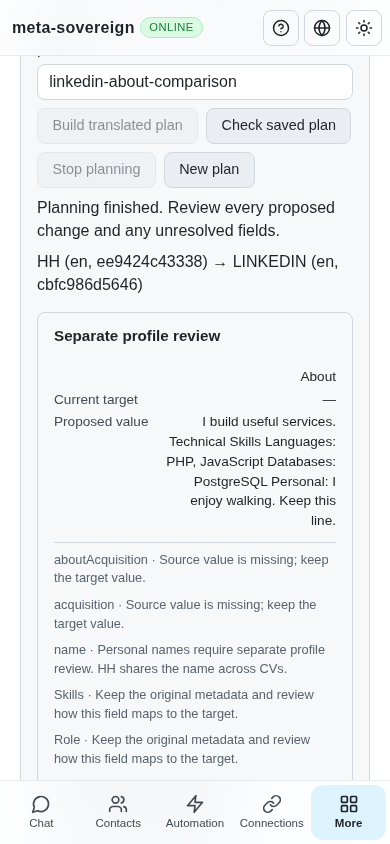 meta-sovereign ONLINE
linkedin-about-comparison
Build translated plan
Check saved plan
Stop planning
New plan
Planning finished. Review every proposed
change and any unresolved fields.
HH (en, ee9424c43338) → LINKEDIN (en,
cbfc986d5646)
Separate profile review
About
Current target —
Proposed value I build useful services.
Technical Skills Languages:
PHP, JavaScript Databases:
PostgreSQL Personal: I
enjoy walking. Keep this
line.
aboutAcquisition · Source value is missing; keep
the target value.
acquisition · Source value is missing; keep the
target value.
name · Personal names require separate profile
review. HH shares the name across CVs.
Skills · Keep the original metadata and review
how this field maps to the target.
Role · Keep the original metadata and review
how this field maps to the target.
Chat
Contacts
Automation
Connections
More